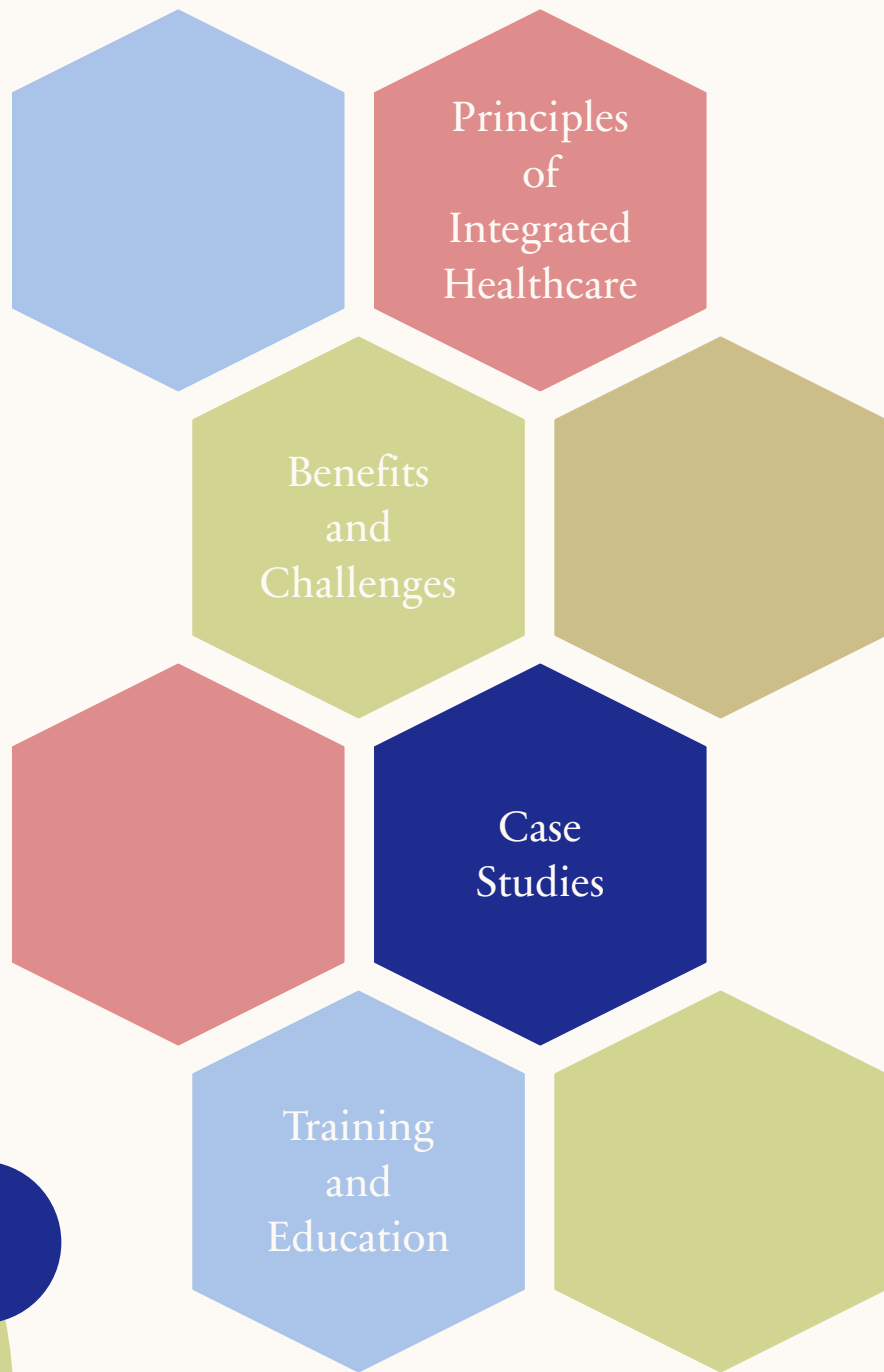 Principles
of
Integrated
Healthcare
Benefits
and
Challenges
Case
Studies
Training
and
Education